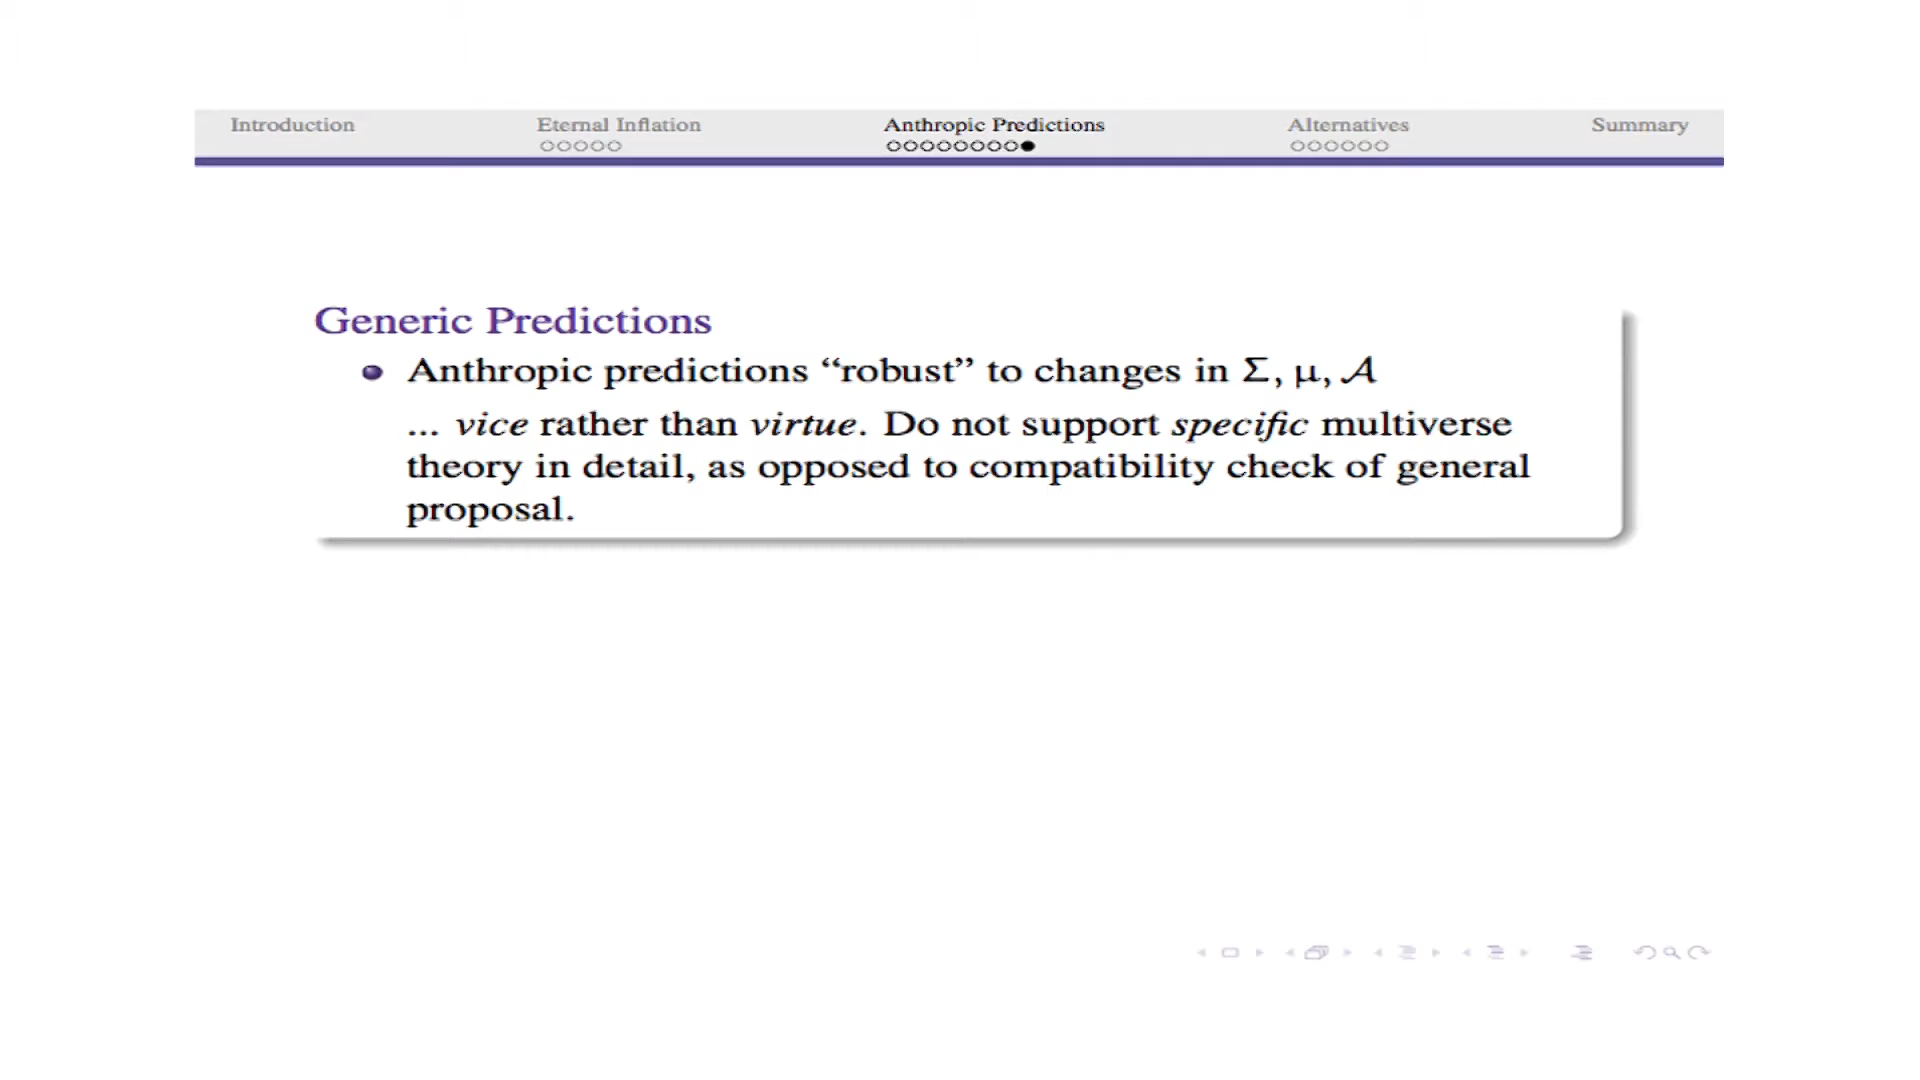 Introduction Eternal Inflation Anthropic Predictions Alternatives Summary
Generic Predictions
Anthropic predictions “robust” to changes in Σ, μ, 𝒜
... vice rather than virtue. Do not support specific multiverse
theory in detail, as opposed to compatibility check of general
proposal.